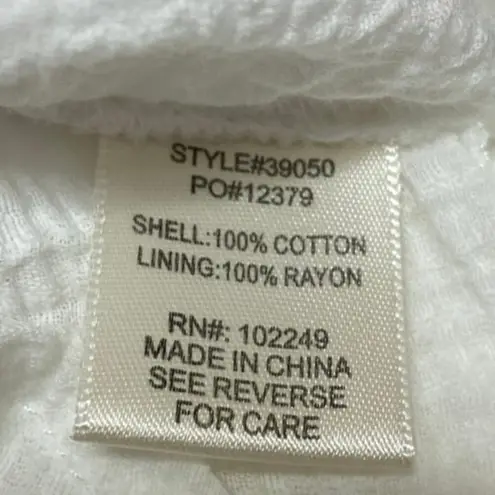 STYLE#39050
PO#12379
SHELL:100% COTTON
LINING:100% RAYON
RN#: 102249
MADE IN CHINA
SEE REVERSE
FOR CARE